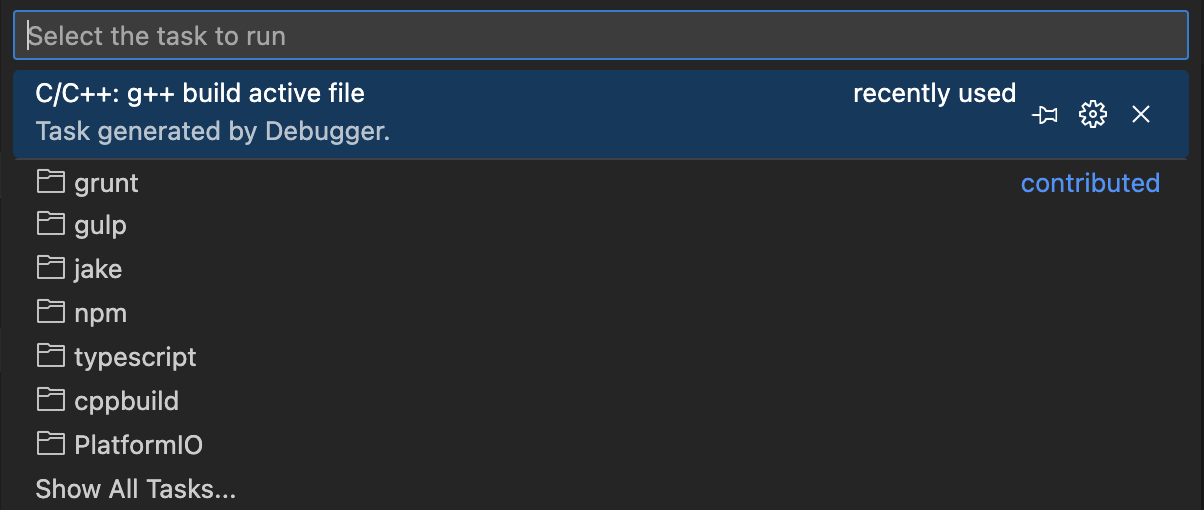 Select the task to run
C/C++: g++ build active file recently used
Task generated by Debugger.
grunt contributed
gulp
jake
npm
typescript
cppbuild
PlatformIO
Show All Tasks...